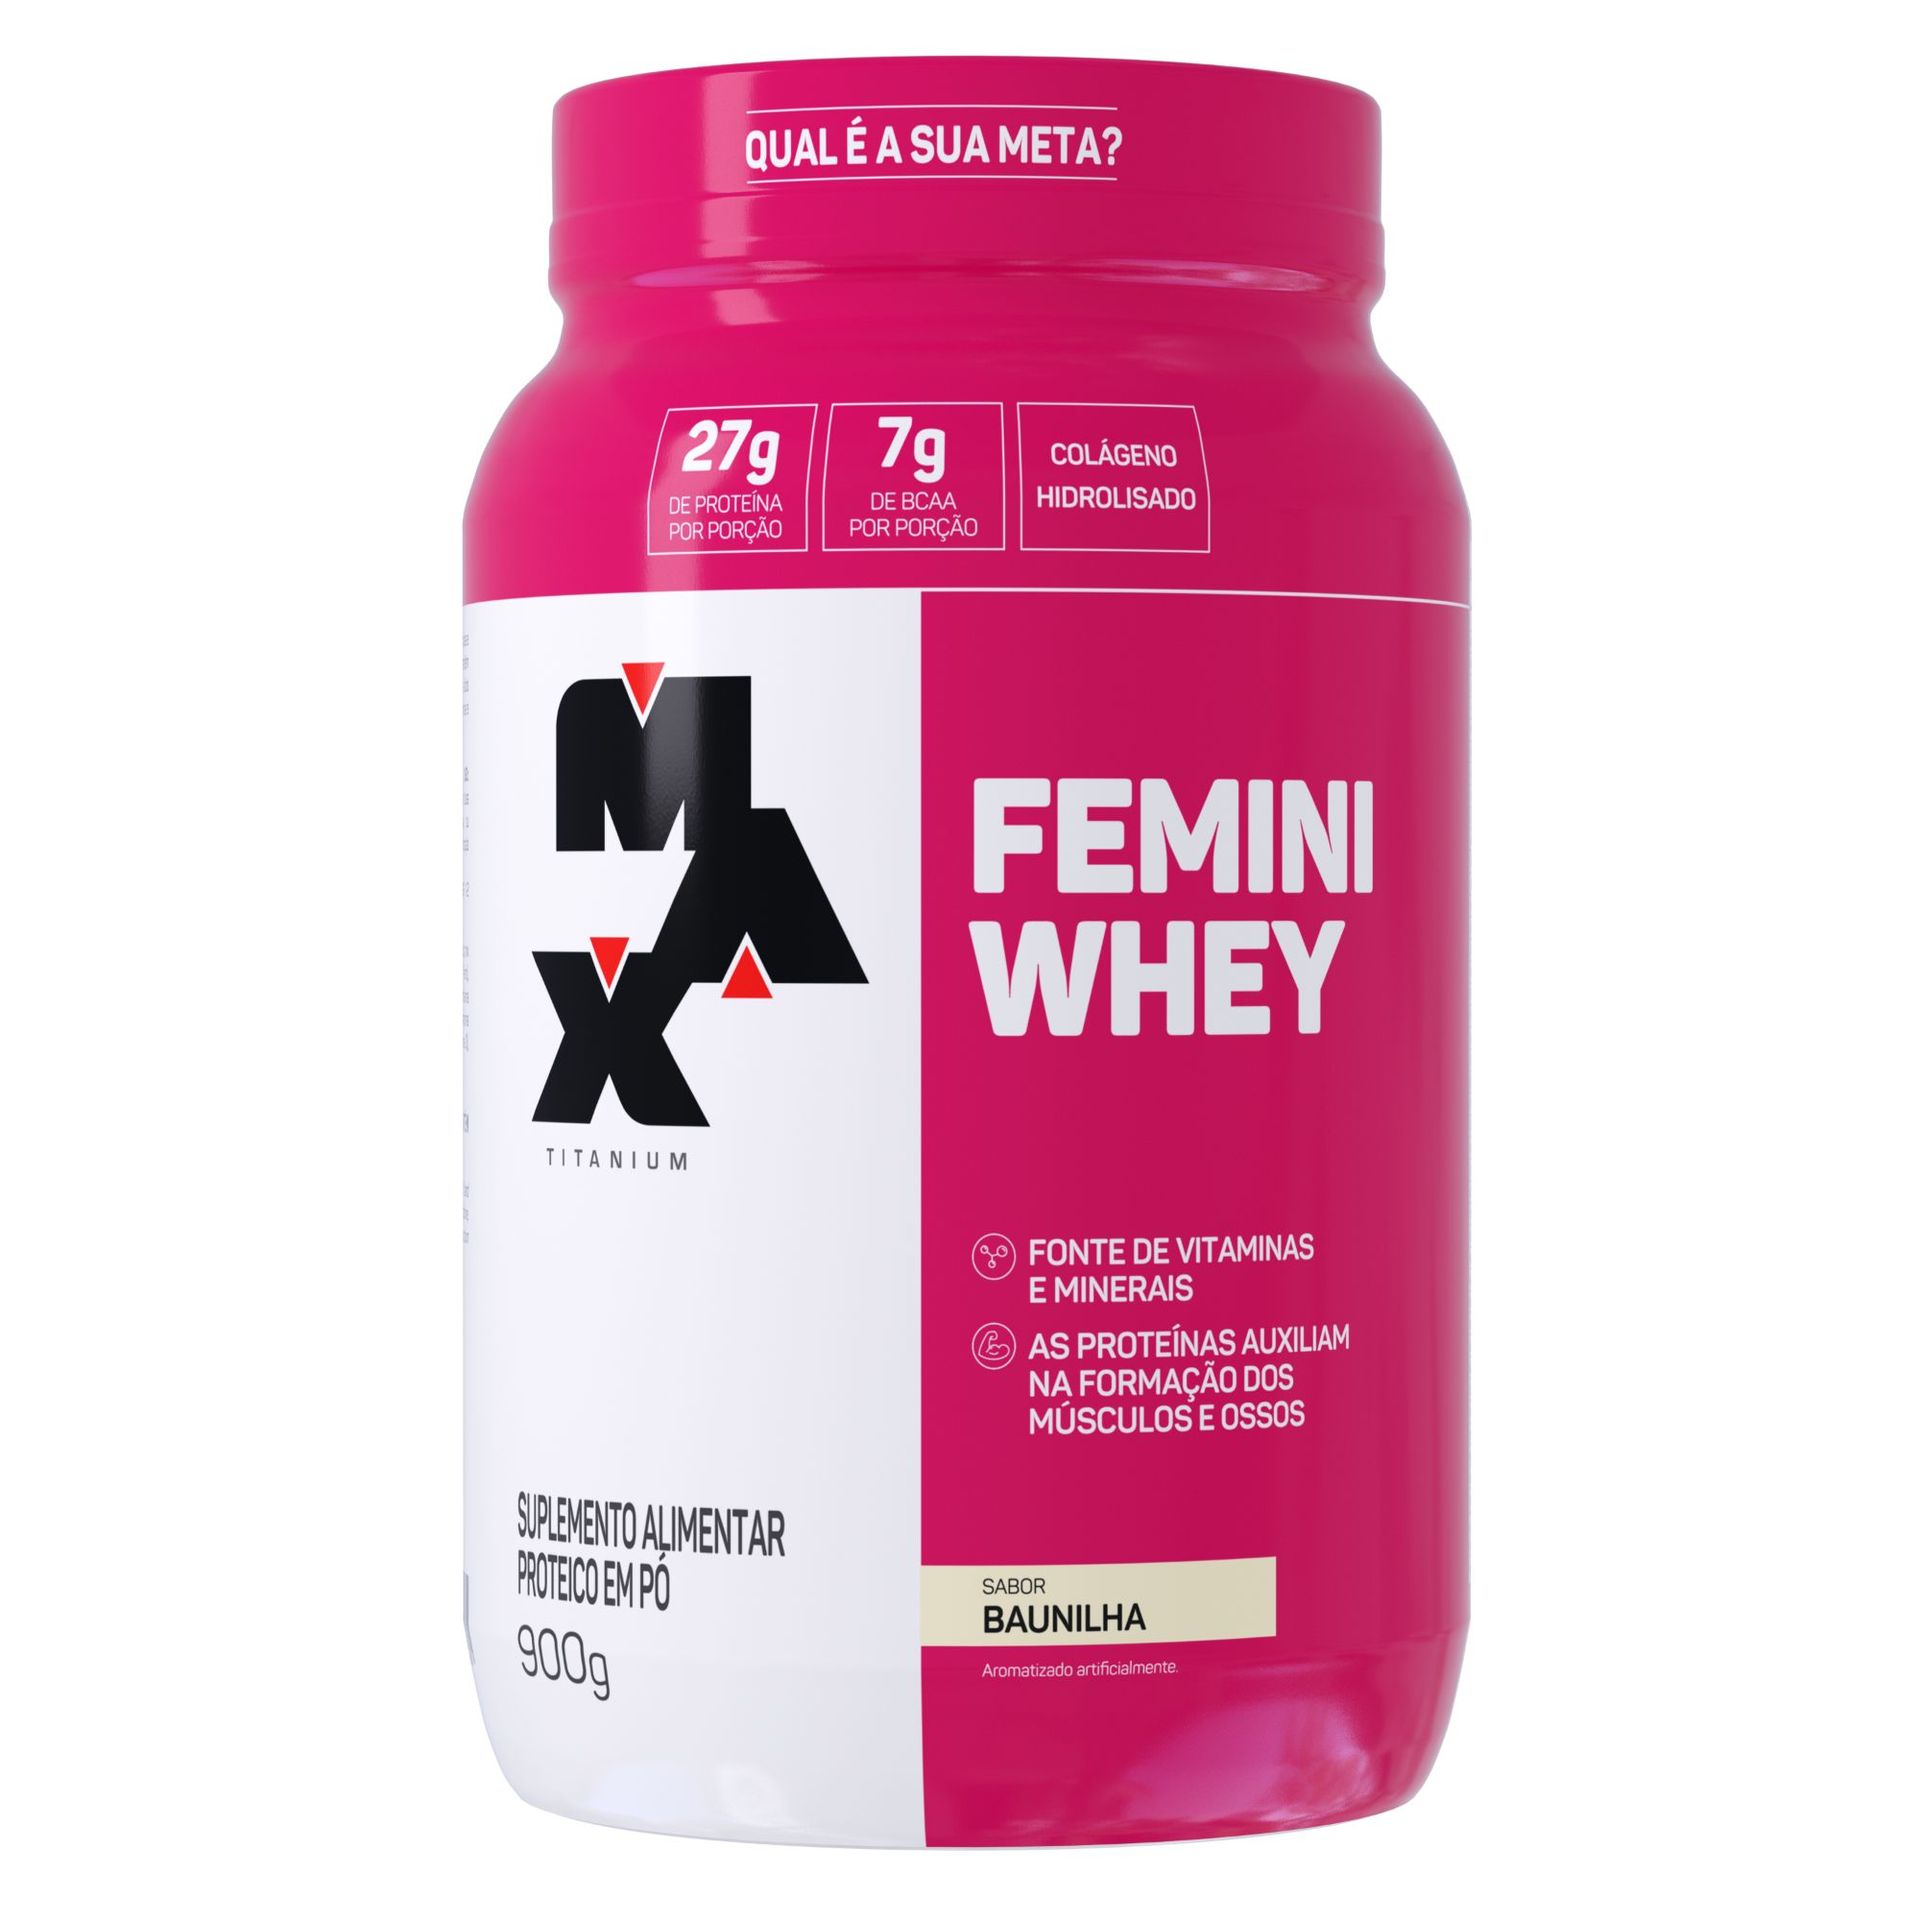 QUAL É A SUA META?
27g
DE PROTEÍNA
POR PORÇÃO
7g
DE BCAA
POR PORÇÃO
COLÁGENO
HIDROLISADO
MAX
TITANIUM
FEMINI
WHEY
FONTE DE VITAMINAS
E MINERAIS
AS PROTEÍNAS AUXILIAM
NA FORMAÇÃO DOS
MÚSCULOS E OSSOS
SUPLEMENTO ALIMENTAR
PROTEICO EM PÓ
900g
SABOR
BAUNILHA
Aromatizado artificialmente.